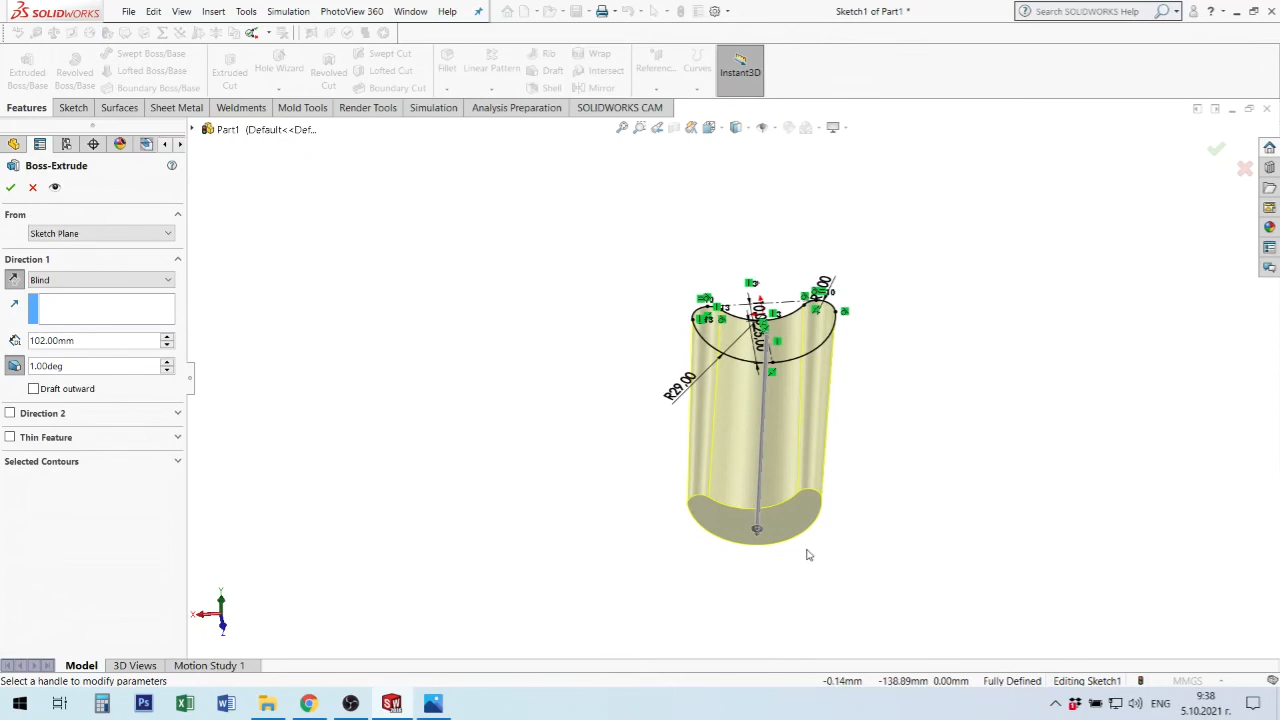 SOLIDWORKS File Edit View Insert Tools Simulation PhotoView 360 Window Help Sketch1 of Part1 * Search SOLIDWORKS Help
Extruded Boss/Base Revolved Boss/Base Swept Boss/Base Lofted Boss/Base Boundary Boss/Base Extruded Cut Hole Wizard Revolved Cut Swept Cut Lofted Cut Boundary Cut Fillet Linear Pattern Rib Draft Shell Wrap Intersect Mirror Referenc... Curves Instant3D
Features Sketch Surfaces Sheet Metal Weldments Mold Tools Render Tools Simulation Analysis Preparation SOLIDWORKS CAM
Part1 (Default<<Def...
Boss-Extrude
From
Sketch Plane
Direction 1
Blind
102.00mm
1.00deg
Draft outward
Direction 2
Thin Feature
Selected Contours
R29.00
Y
X
Z
Model 3D Views Motion Study 1
Select a handle to modify parameters -0.14mm -138.89mm 0.00mm Fully Defined Editing Sketch1 MMGS
ENG 9:38
5.10.2021 г.